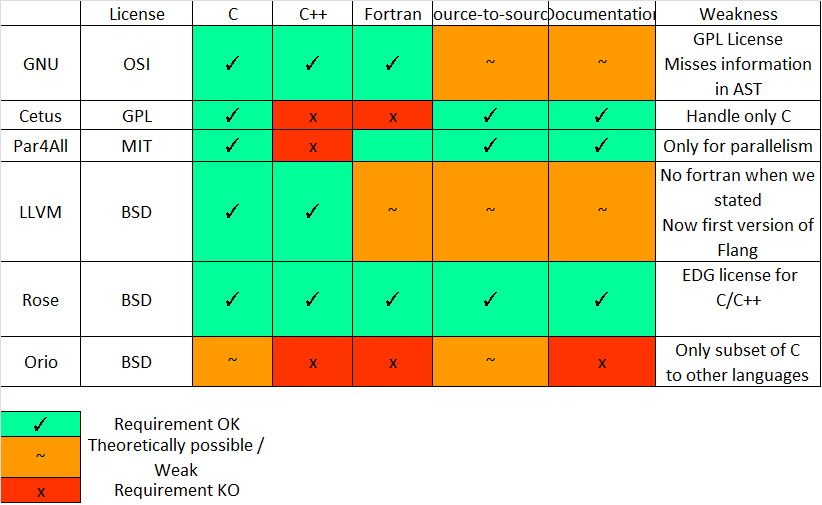 License C C++ Fortran ource-to-sourc Documentation Weakness
GNU OSI ✓ ✓ ✓ ~ ~ GPL License
Misses information
in AST
Cetus GPL ✓ x x ✓ ✓ Handle only C
Par4All MIT ✓ x ✓ ✓ Only for parallelism
LLVM BSD ✓ ✓ ~ ~ ~ No fortran when we
stated
Now first version of
Flang
Rose BSD ✓ ✓ ✓ ✓ ✓ EDG license for
C/C++
Orio BSD ~ x x ~ x Only subset of C
to other languages
✓ Requirement OK
~ Theoretically possible /
Weak
x Requirement KO